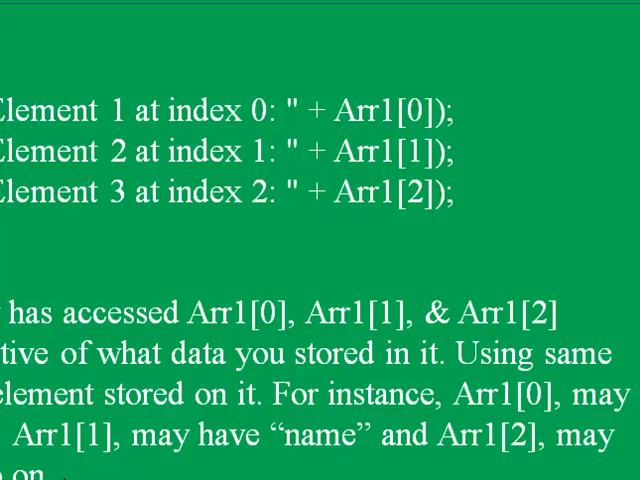 Element 1 at index 0: " + Arr1[0]);
Element 2 at index 1: " + Arr1[1]);
Element 3 at index 2: " + Arr1[2]);
has accessed Arr1[0], Arr1[1], & Arr1[2]
tive of what data you stored in it. Using same
element stored on it. For instance, Arr1[0], may
Arr1[1], may have “name” and Arr1[2], may
on